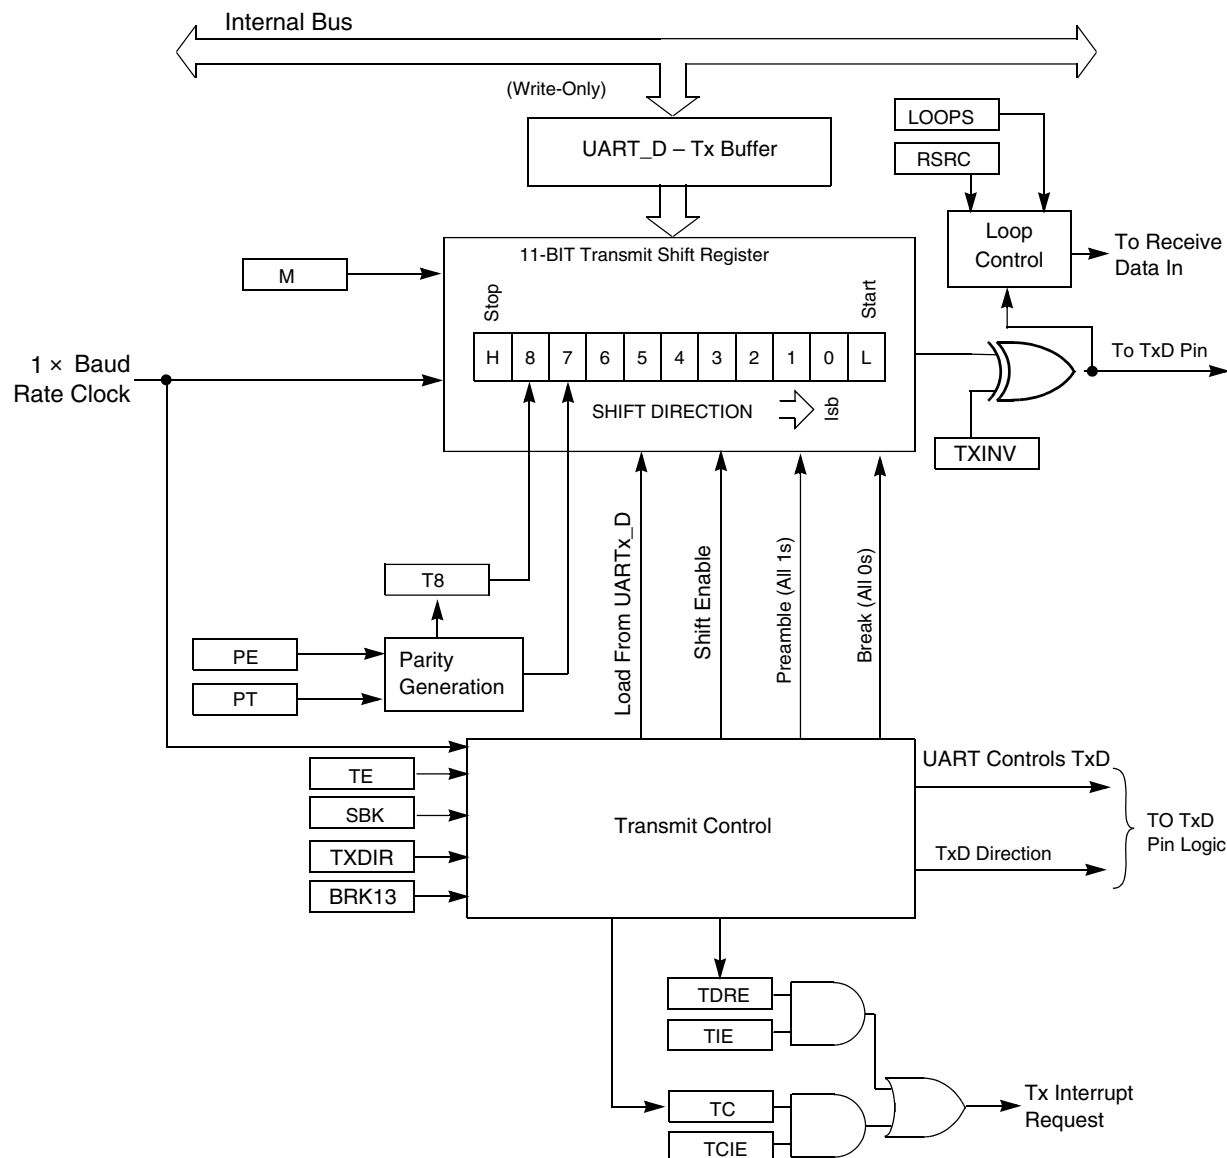 Internal Bus
(Write-Only)
LOOPS
UART_D – Tx Buffer
RSRC
Loop
Control
To Receive
Data In
11-BIT Transmit Shift Register
M
Stop
Start
H 8 7 6 5 4 3 2 1 0 L
To TxD Pin
1 × Baud
Rate Clock
SHIFT DIRECTION
lsb
TXINV
Load From UARTx_D
Shift Enable
Preamble (All 1s)
Break (All 0s)
T8
PE
PT
Parity
Generation
UART Controls TxD
TE
SBK
TXDIR
BRK13
Transmit Control
TxD Direction
TO TxD
Pin Logic
TDRE
TIE
TC
TCIE
Tx Interrupt
Request